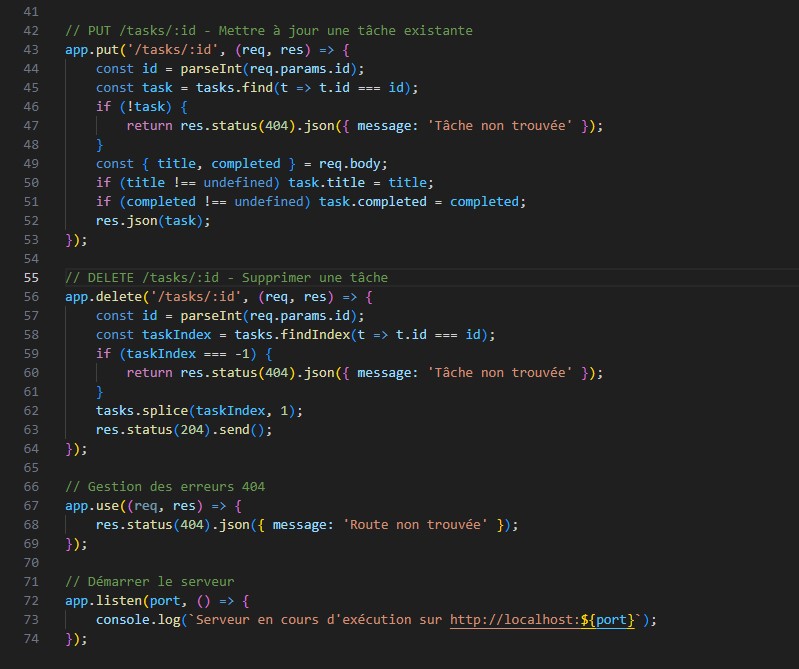 41
42 // PUT /tasks/:id - Mettre à jour une tâche existante
43 app.put('/tasks/:id', (req, res) => {
44     const id = parseInt(req.params.id);
45     const task = tasks.find(t => t.id === id);
46     if (!task) {
47         return res.status(404).json({ message: 'Tâche non trouvée' });
48     }
49     const { title, completed } = req.body;
50     if (title !== undefined) task.title = title;
51     if (completed !== undefined) task.completed = completed;
52     res.json(task);
53 });
54
55 // DELETE /tasks/:id - Supprimer une tâche
56 app.delete('/tasks/:id', (req, res) => {
57     const id = parseInt(req.params.id);
58     const taskIndex = tasks.findIndex(t => t.id === id);
59     if (taskIndex === -1) {
60         return res.status(404).json({ message: 'Tâche non trouvée' });
61     }
62     tasks.splice(taskIndex, 1);
63     res.status(204).send();
64 });
65
66 // Gestion des erreurs 404
67 app.use((req, res) => {
68     res.status(404).json({ message: 'Route non trouvée' });
69 });
70
71 // Démarrer le serveur
72 app.listen(port, () => {
73     console.log(`Serveur en cours d'exécution sur http://localhost:${port}`);
74 });